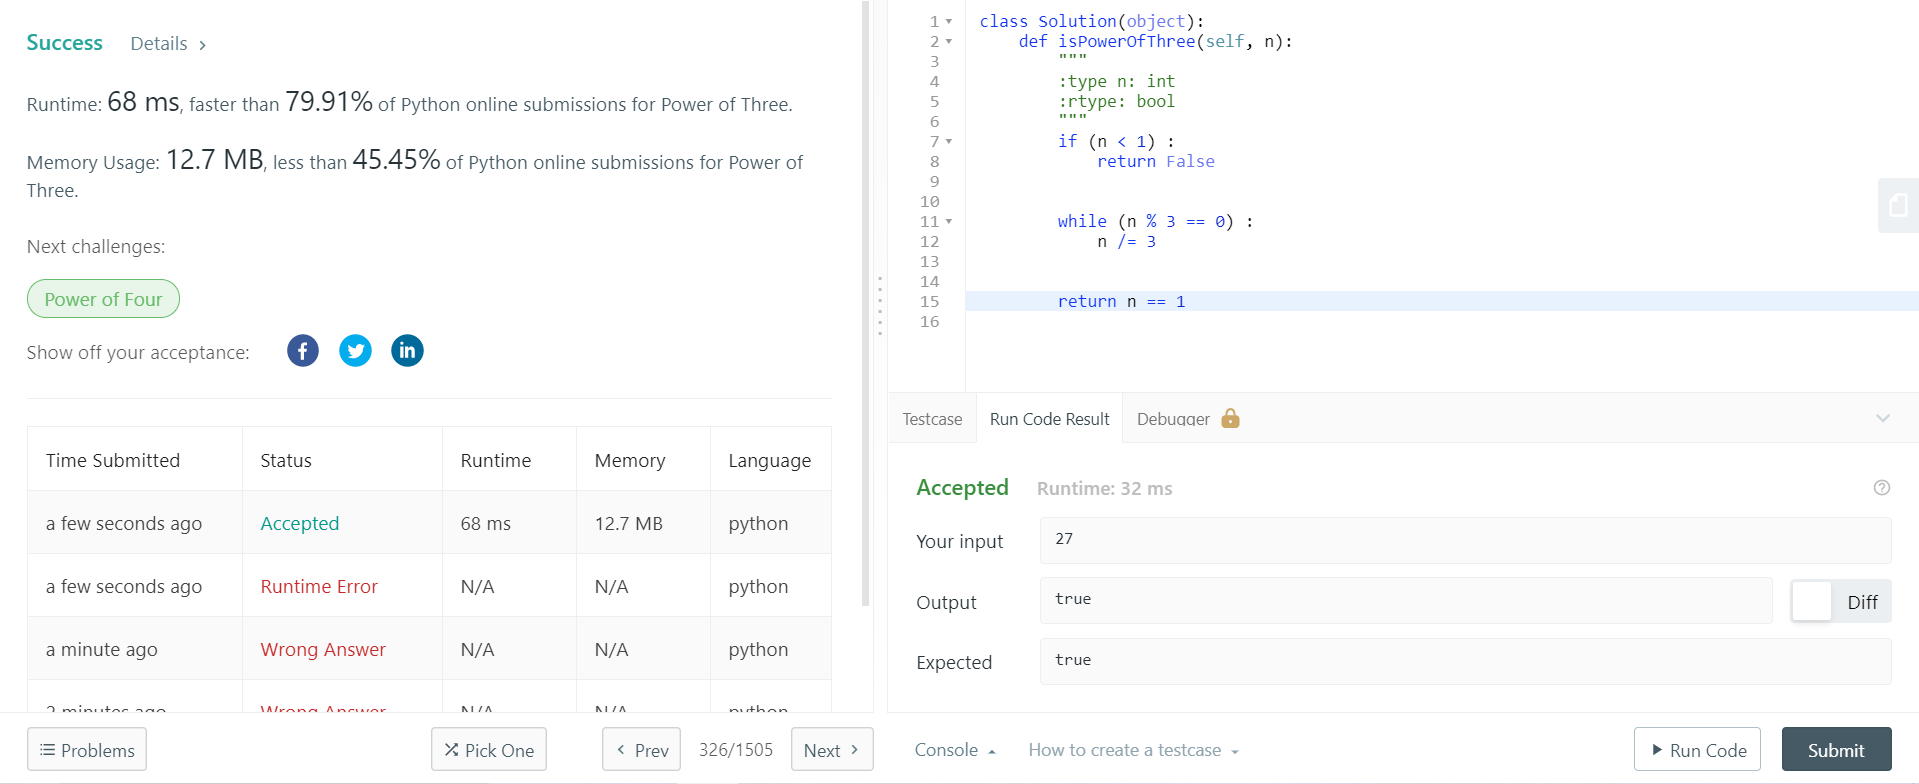 Success Details >
Runtime: 68 ms, faster than 79.91% of Python online submissions for Power of Three.
Memory Usage: 12.7 MB, less than 45.45% of Python online submissions for Power of
Three.
Next challenges:
Power of Four
Show off your acceptance:
Time Submitted Status Runtime Memory Language
a few seconds ago Accepted 68 ms 12.7 MB python
a few seconds ago Runtime Error N/A N/A python
a minute ago Wrong Answer N/A N/A python
2 minutes ago Wrong Answer N/A N/A python
Problems Pick One < Prev 326/1505 Next >
1 class Solution(object):
2 def isPowerOfThree(self, n):
3 """
4 :type n: int
5 :rtype: bool
6 """
7 if (n < 1) :
8 return False
9
10
11 while (n % 3 == 0) :
12 n /= 3
13
14
15 return n == 1
16
Testcase Run Code Result Debugger
Accepted Runtime: 32 ms
Your input 27
Output true Diff
Expected true
Console How to create a testcase Run Code Submit